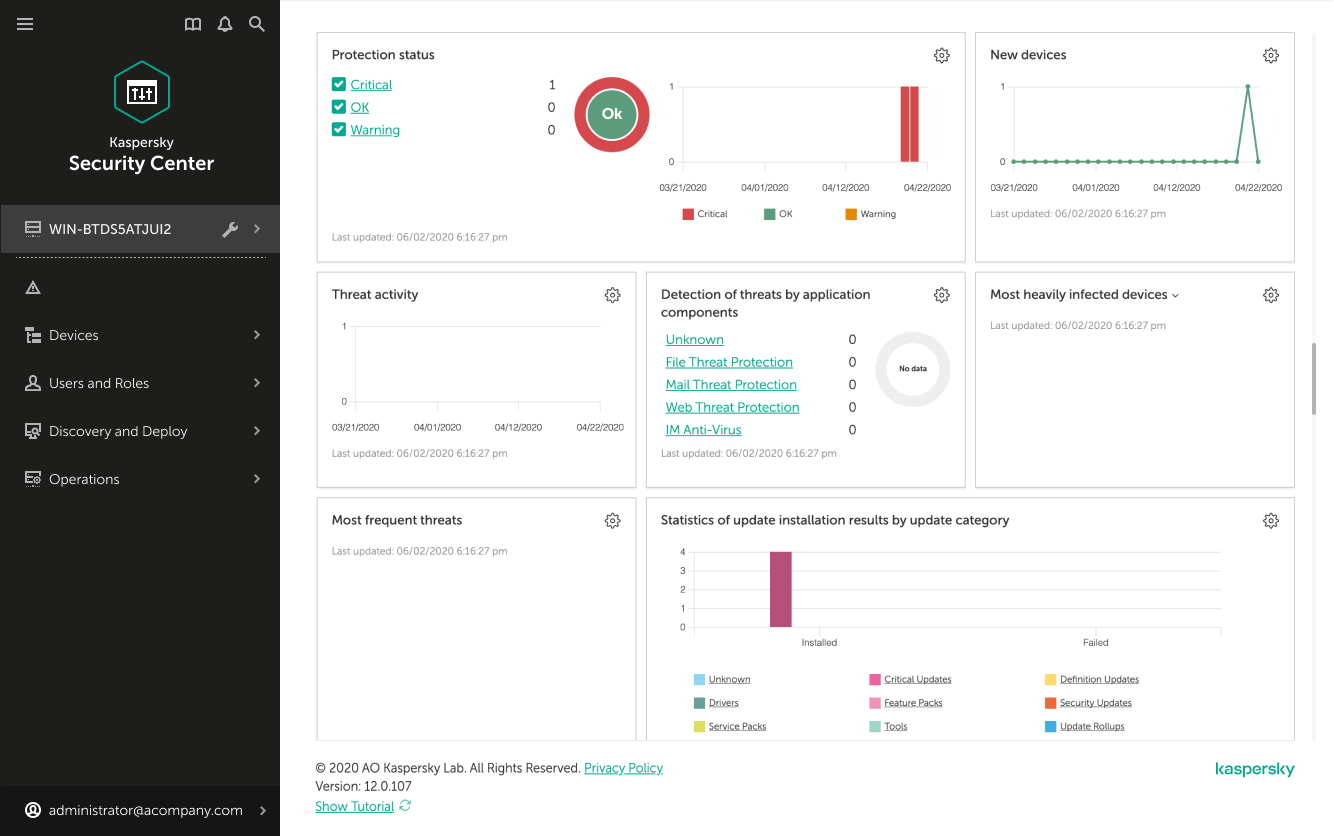 Kaspersky
Security Center
WIN-BTDS5ATJUI2
Devices
Users and Roles
Discovery and Deploy
Operations
administrator@acompany.com
Protection status
Critical 1
OK 0
Warning 0
Ok
1
0
03/21/2020 04/01/2020 04/12/2020 04/22/2020
Critical OK Warning
Last updated: 06/02/2020 6:16:27 pm
New devices
1
0
03/21/2020 04/01/2020 04/12/2020 04/22/2020
Last updated: 06/02/2020 6:16:27 pm
Threat activity
1
0
03/21/2020 04/01/2020 04/12/2020 04/22/2020
Last updated: 06/02/2020 6:16:27 pm
Detection of threats by application
components
Unknown 0
File Threat Protection 0
Mail Threat Protection 0
Web Threat Protection 0
IM Anti-Virus 0
No data
Last updated: 06/02/2020 6:16:27 pm
Most heavily infected devices
Last updated: 06/02/2020 6:16:27 pm
Most frequent threats
Last updated: 06/02/2020 6:16:27 pm
Statistics of update installation results by update category
4
3
2
1
0
Installed Failed
Unknown Critical Updates Definition Updates
Drivers Feature Packs Security Updates
Service Packs Tools Update Rollups
© 2020 AO Kaspersky Lab. All Rights Reserved. Privacy Policy
Version: 12.0.107
Show Tutorial
kaspersky